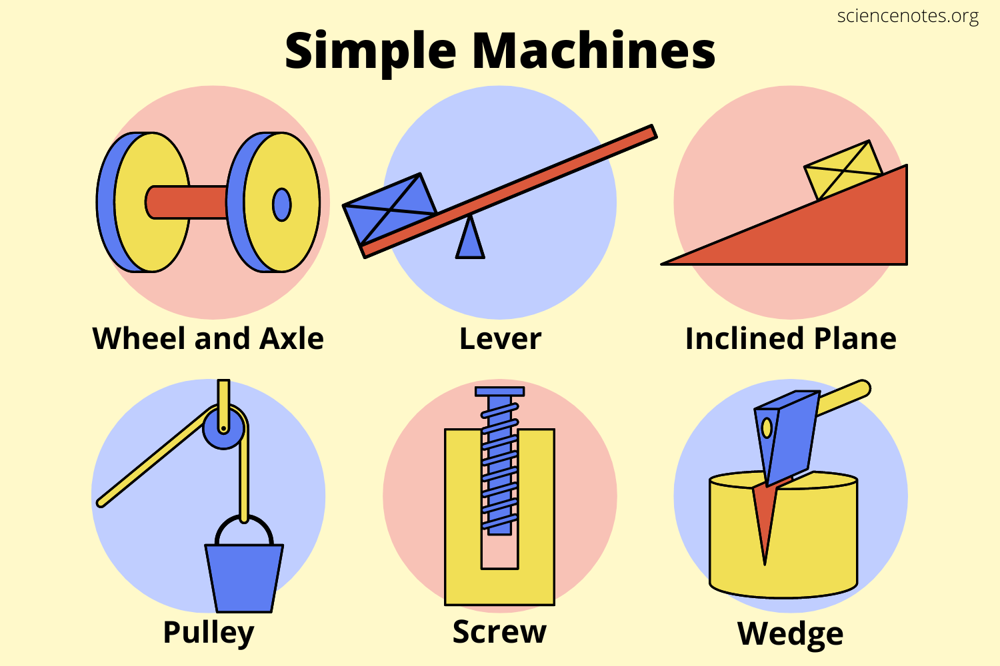 sciencenotes.org
Simple Machines
Wheel and Axle
Lever
Inclined Plane
Pulley
Screw
Wedge